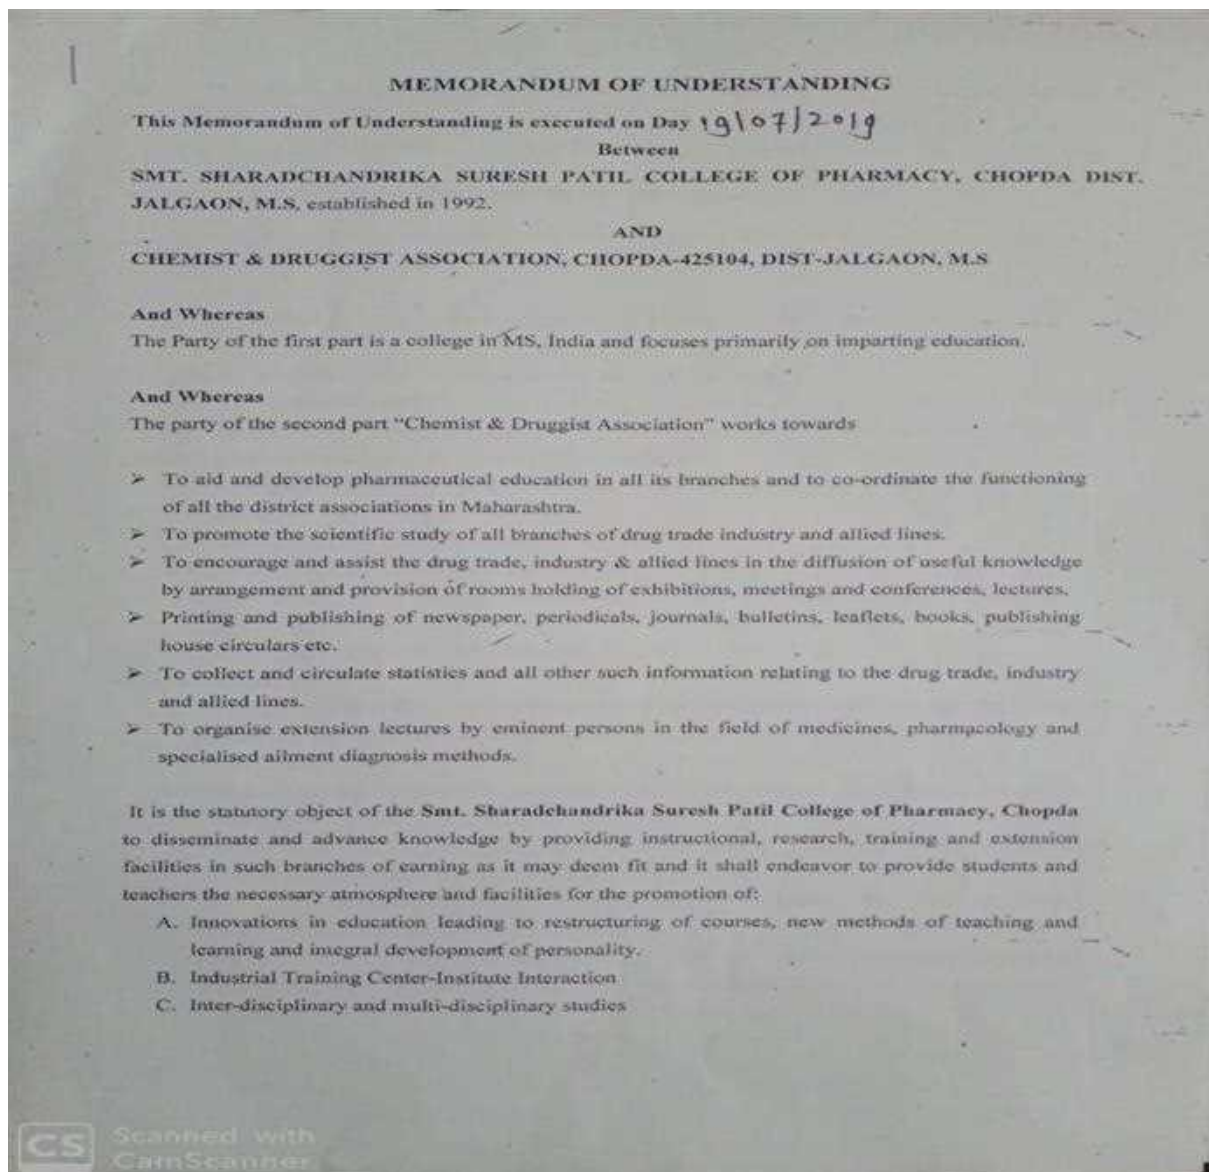 1
MEMORANDUM OF UNDERSTANDING
This Memorandum of Understanding is executed on Day 19\07/2019
Between
SMT. SHARADCHANDRIKA SURESH PATIL COLLEGE OF PHARMACY, CHOPDA DIST.
JALGAON, M.S, established in 1992.
AND
CHEMIST & DRUGGIST ASSOCIATION, CHOPDA-425104, DIST-JALGAON, M.S
And Whereas
The Party of the first part is a college in MS, India and focuses primarily on imparting education.
And Whereas
The party of the second part "Chemist & Druggist Association" works towards
➢ To aid and develop pharmaceutical education in all its branches and to co-ordinate the functioning
of all the district associations in Maharashtra.
➢ To promote the scientific study of all branches of drug trade industry and allied lines.
➢ To encourage and assist the drug trade, industry & allied lines in the diffusion of useful knowledge
by arrangement and provision of rooms holding of exhibitions, meetings and conferences, lectures.
➢ Printing and publishing of newspaper, periodicals, journals, bulletins, leaflets, books, publishing
house circulars etc.
➢ To collect and circulate statistics and all other such information relating to the drug trade, industry
and allied lines.
➢ To organise extension lectures by eminent persons in the field of medicines, pharmacology and
specialised ailment diagnosis methods.
It is the statutory object of the Smt. Sharadchandrika Suresh Patil College of Pharmacy, Chopda
to disseminate and advance knowledge by providing instructional, research, training and extension
facilities in such branches of earning as it may deem fit and it shall endeavor to provide students and
teachers the necessary atmosphere and facilities for the promotion of:
A. Innovations in education leading to restructuring of courses, new methods of teaching and
learning and integral development of personality.
B. Industrial Training Center-Institute Interaction
C. Inter-disciplinary and multi-disciplinary studies
CS Scanned with
CamScanner